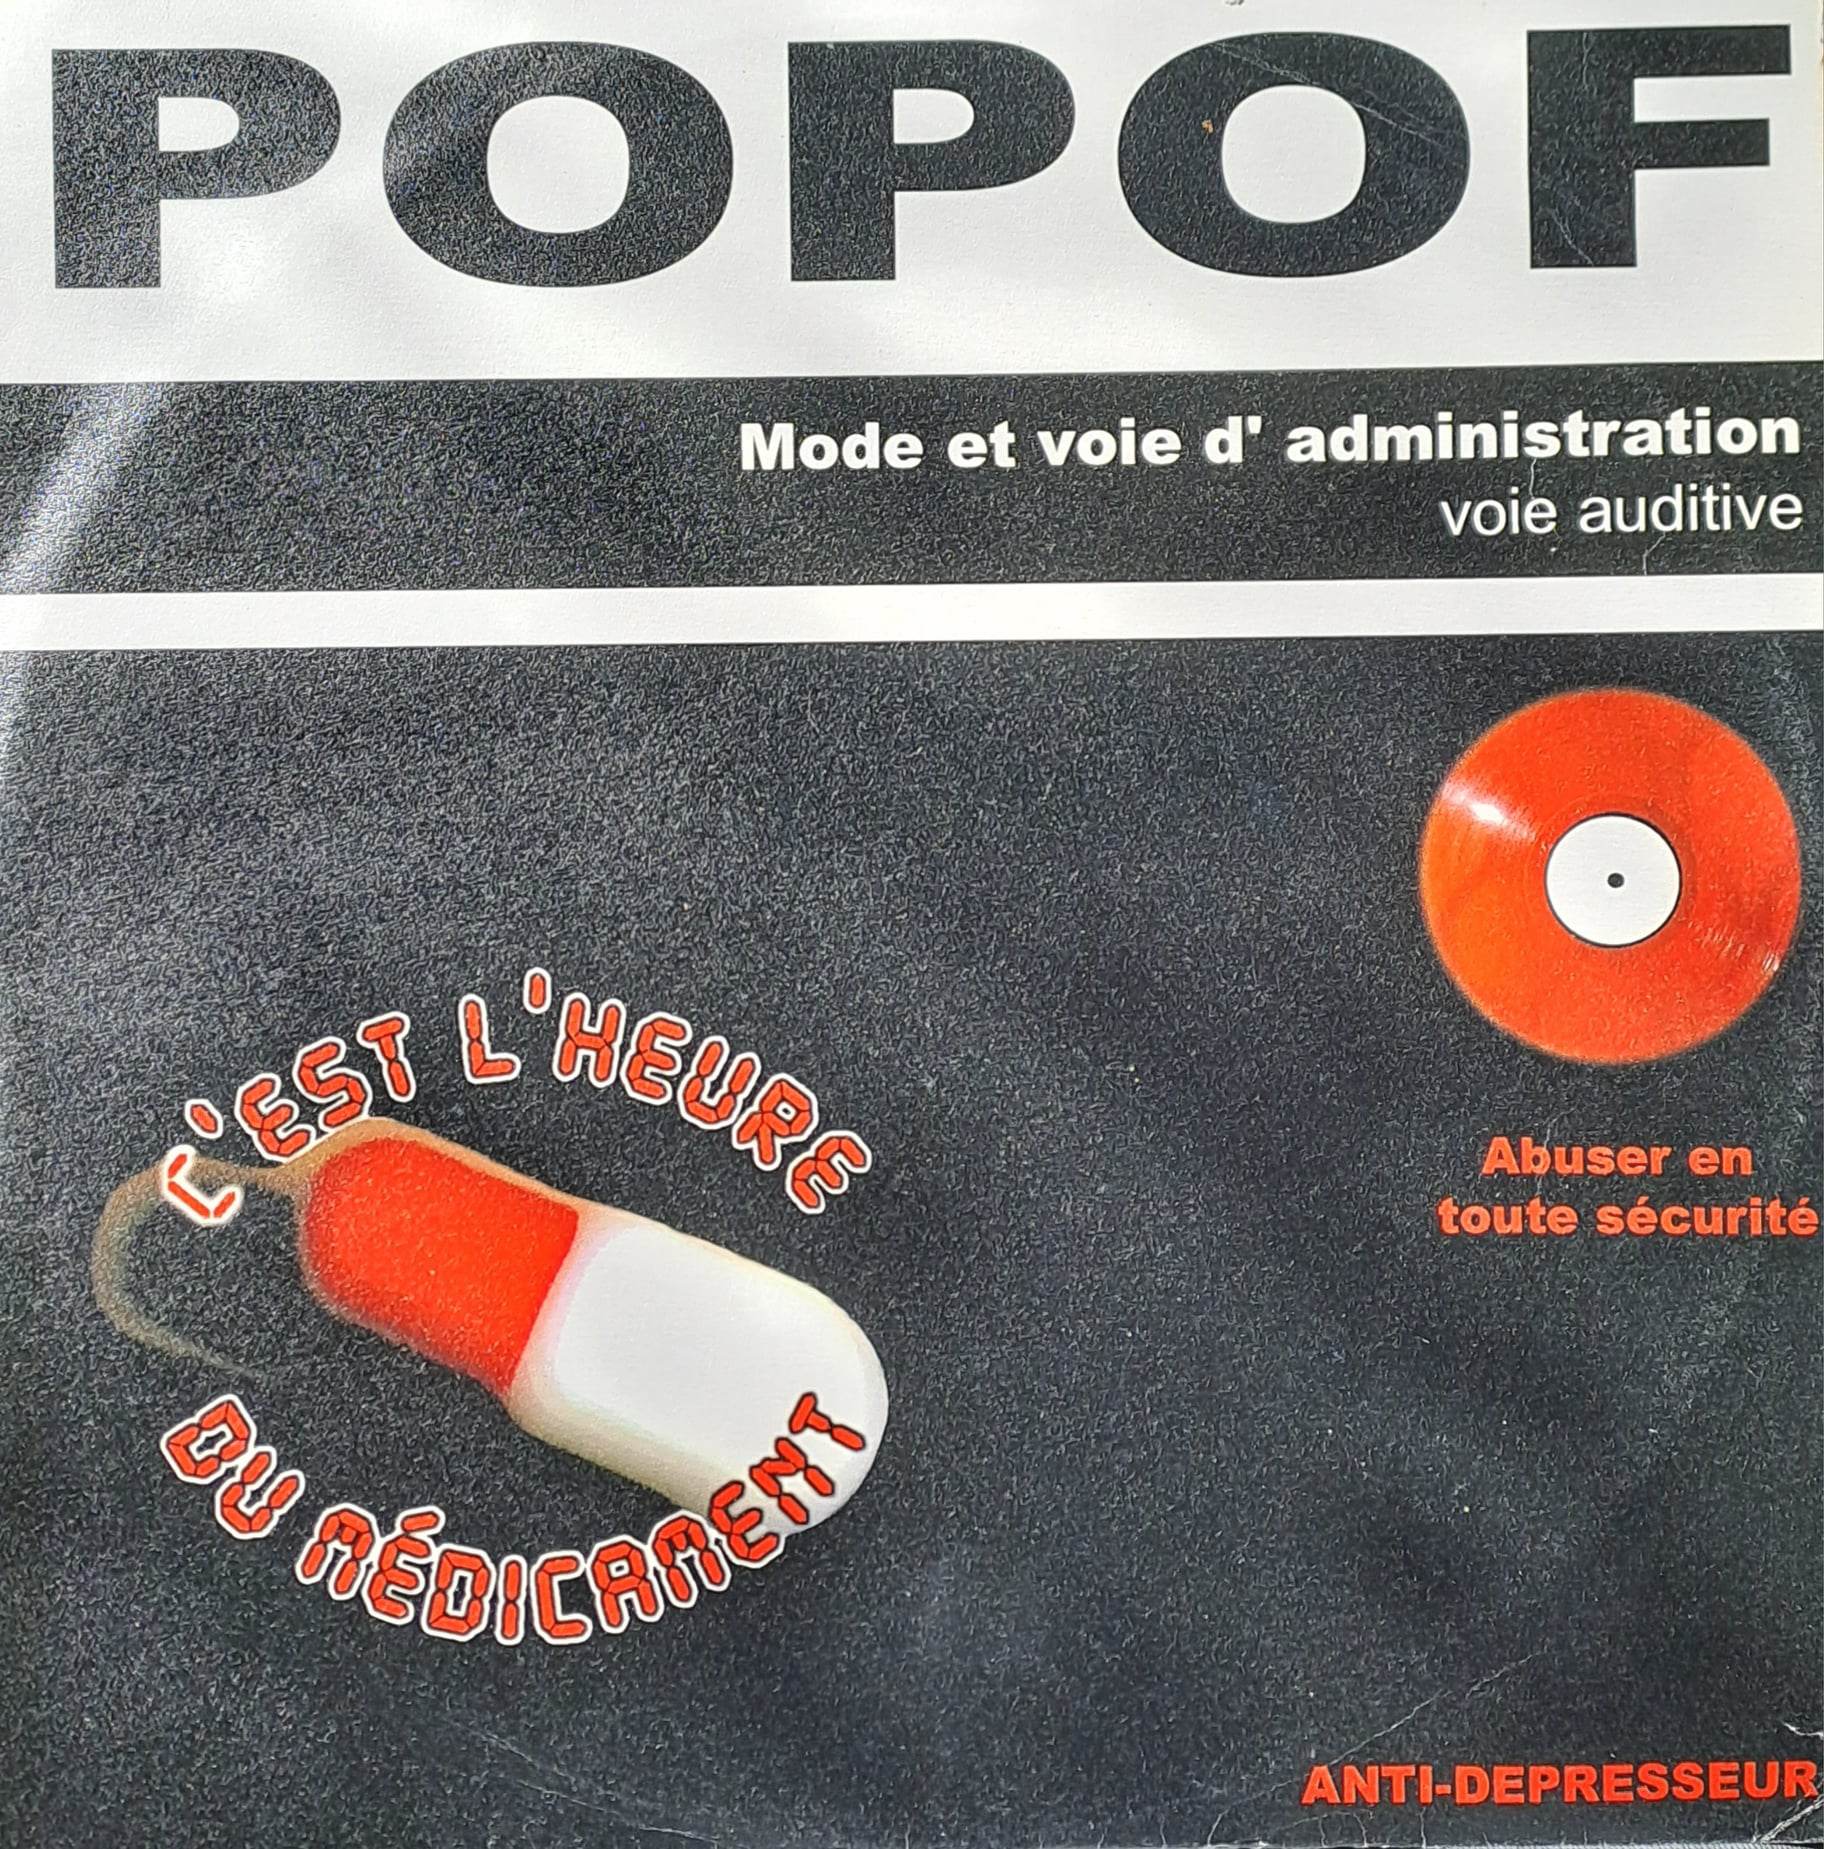 POPOF
Mode et voie d' administration
voie auditive
C'EST L'HEURE
DU MÉDICAMENT
Abuser en
toute sécurité
ANTI-DEPRESSEUR